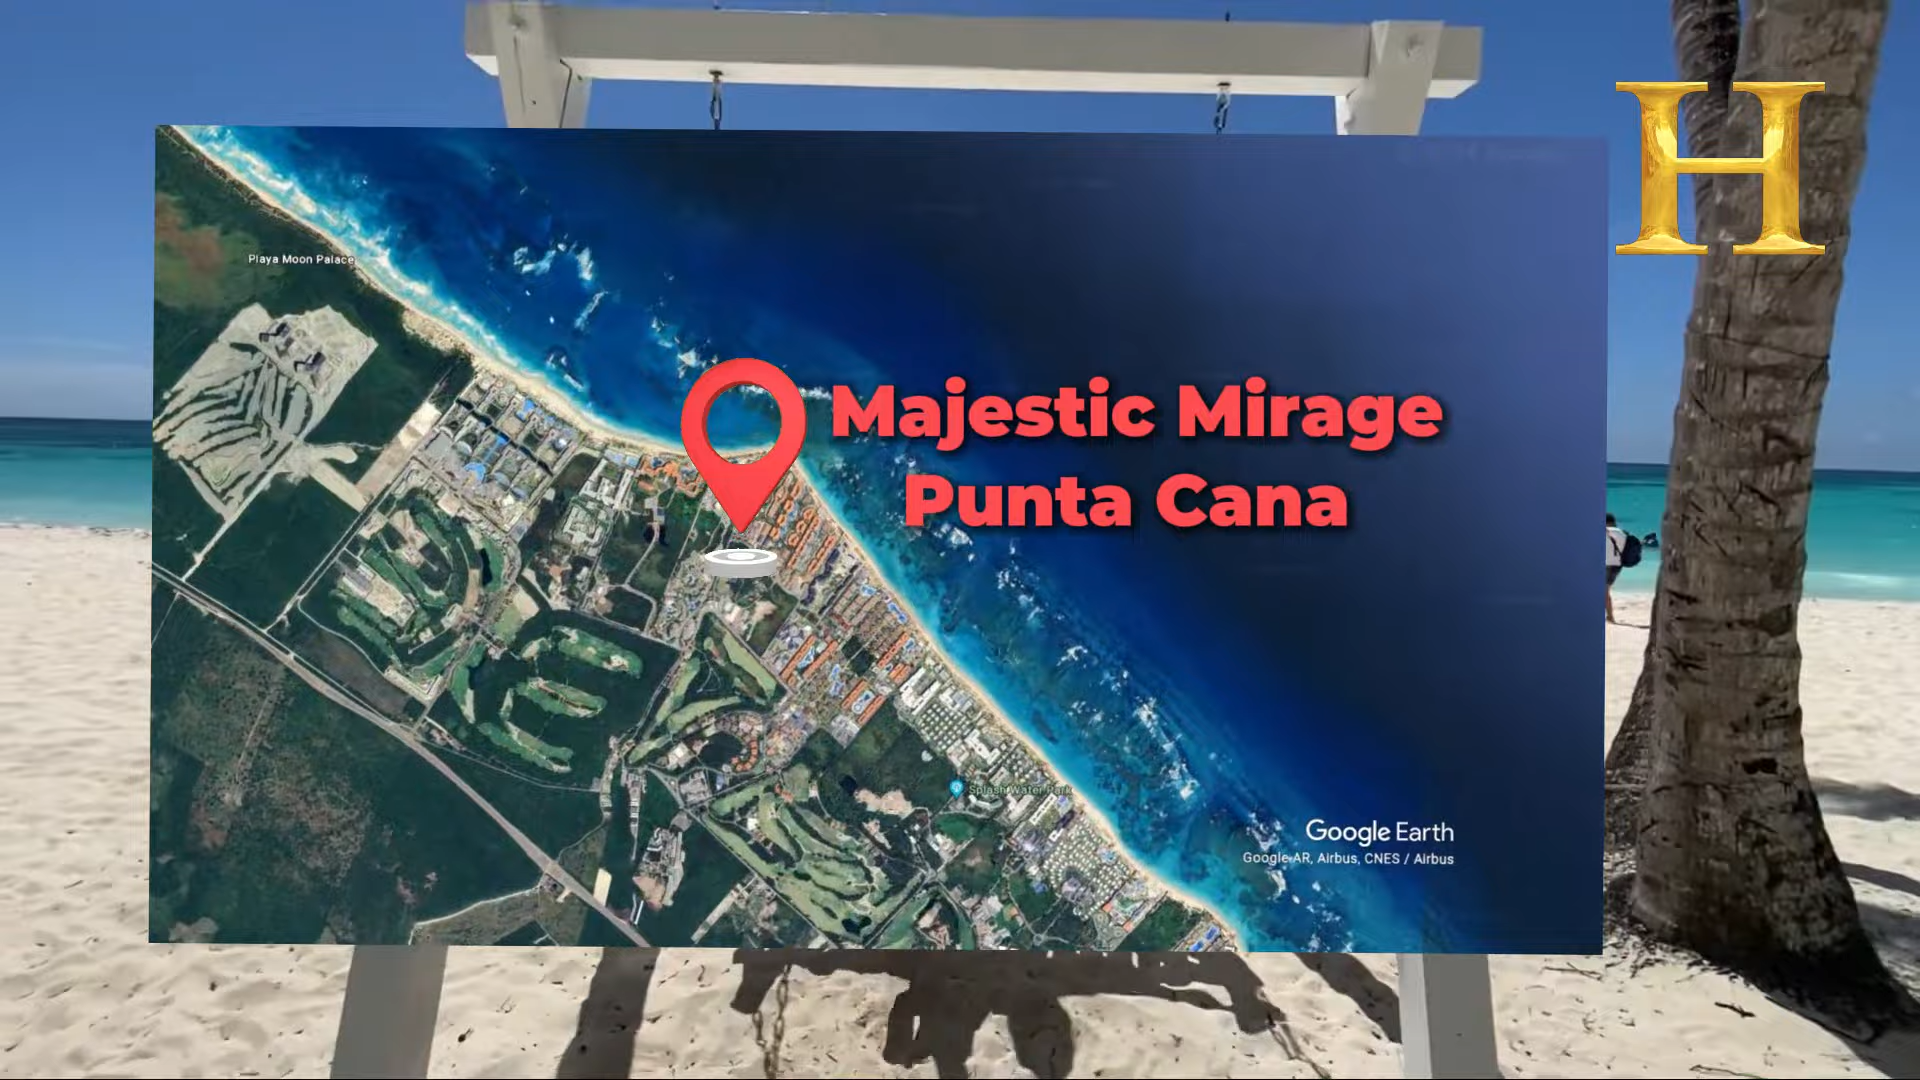 H
Playa Moon Palace
Majestic Mirage
Punta Cana
Splash Water Park
Google Earth
Google AR, Airbus, CNES / Airbus